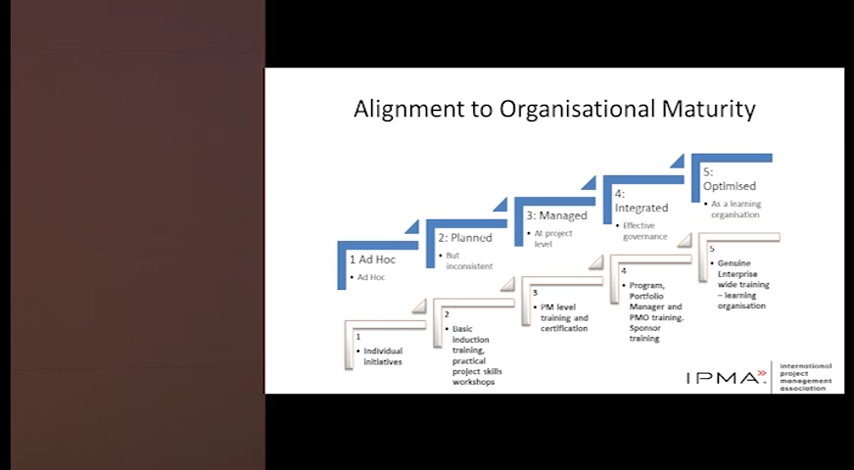 Alignment to Organisational Maturity
1 Ad Hoc
• Ad Hoc
2: Planned
• But
inconsistent
3: Managed
• At project
level
4:
Integrated
• Effective
governance
5:
Optimised
• As a learning
organisation
1
• Individual
initiatives
2
• Basic
induction
training,
practical
project skills
workshops
3
• PM level
training and
certification
4
• Program,
Portfolio
Manager and
PMO training.
Sponsor
training
5
• Genuine
Enterprise
wide training
– learning
organisation
IPMA
international
project
management
association